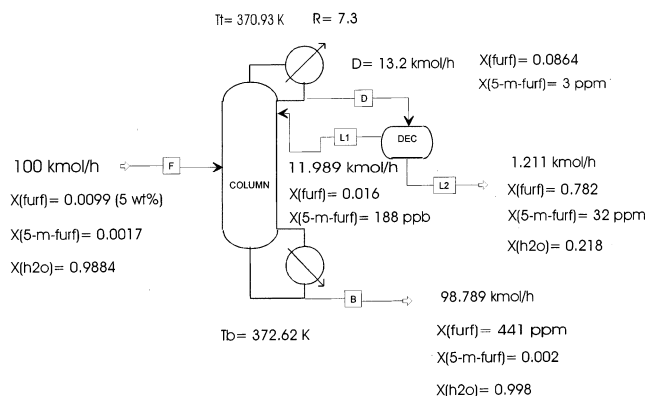 Tt= 370.93 K R= 7.3
D= 13.2 kmol/h
X(furf)= 0.0864
X(5-m-furf)= 3 ppm
D
L1
DEC
100 kmol/h
F
COLUMN
11.989 kmol/h
X(furf)= 0.016
X(5-m-furf)= 188 ppb
L2
1.211 kmol/h
X(furf)= 0.782
X(5-m-furf)= 32 ppm
X(h2o)= 0.218
X(furf)= 0.0099 (5 wt%)
X(5-m-furf)= 0.0017
X(h2o)= 0.9884
B
98.789 kmol/h
Tb= 372.62 K
X(furf)= 441 ppm
X(5-m-furf)= 0.002
X(h2o)= 0.998